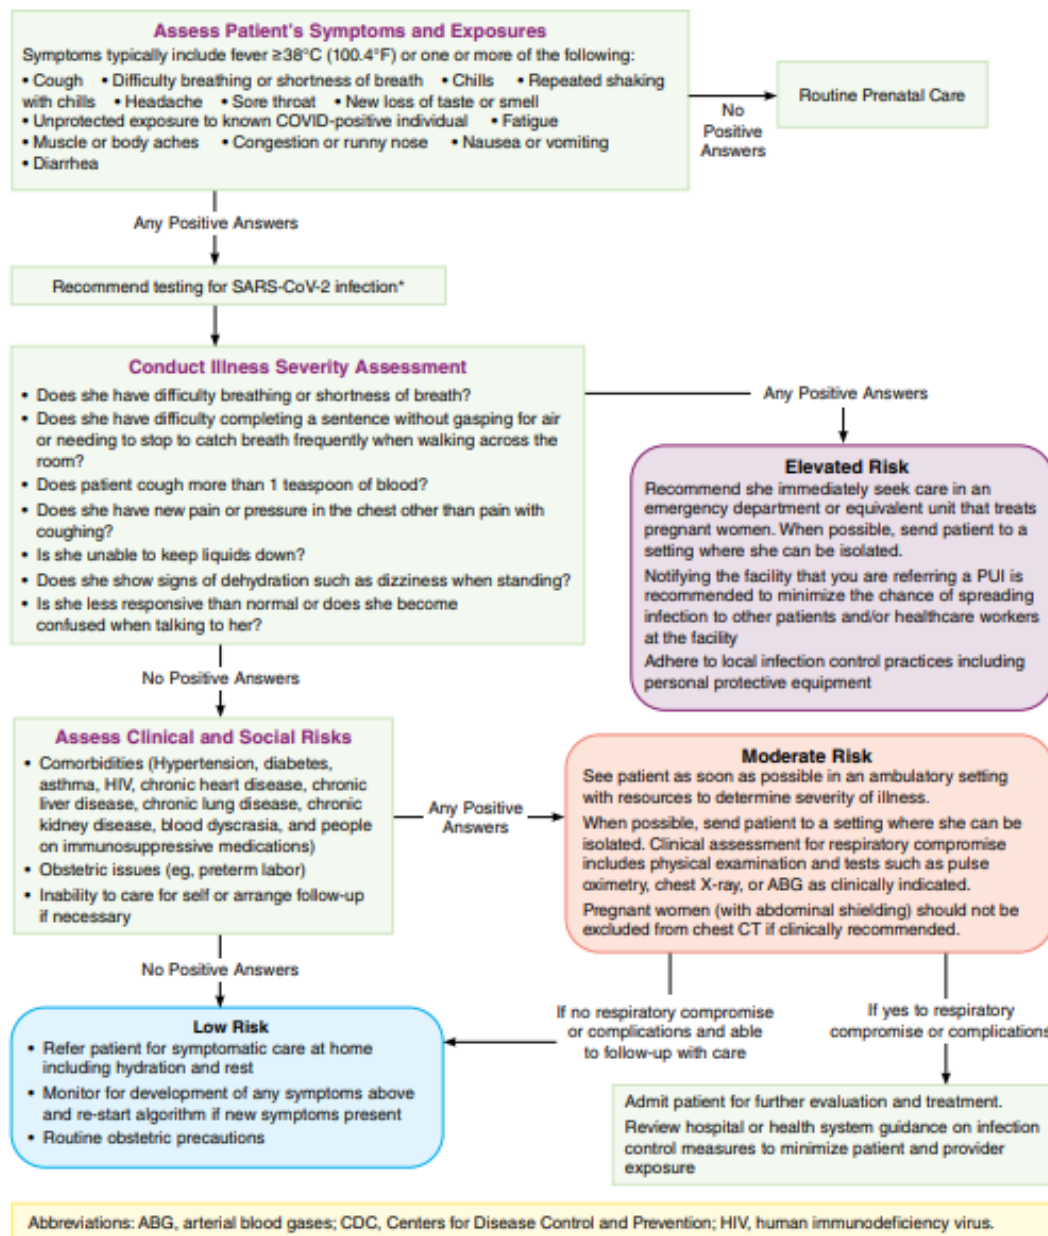 Assess Patient's Symptoms and Exposures
Symptoms typically include fever ≥38°C (100.4°F) or one or more of the following:
• Cough • Difficulty breathing or shortness of breath • Chills • Repeated shaking
with chills • Headache • Sore throat • New loss of taste or smell
• Unprotected exposure to known COVID-positive individual • Fatigue
• Muscle or body aches • Congestion or runny nose • Nausea or vomiting
• Diarrhea
No
Positive
Answers
Routine Prenatal Care
Any Positive Answers
Recommend testing for SARS-CoV-2 infection*
Conduct Illness Severity Assessment
• Does she have difficulty breathing or shortness of breath?
• Does she have difficulty completing a sentence without gasping for air
or needing to stop to catch breath frequently when walking across the
room?
• Does patient cough more than 1 teaspoon of blood?
• Does she have new pain or pressure in the chest other than pain with
coughing?
• Is she unable to keep liquids down?
• Does she show signs of dehydration such as dizziness when standing?
• Is she less responsive than normal or does she become
confused when talking to her?
Any Positive Answers
Elevated Risk
Recommend she immediately seek care in an
emergency department or equivalent unit that treats
pregnant women. When possible, send patient to a
setting where she can be isolated.
Notifying the facility that you are referring a PUI is
recommended to minimize the chance of spreading
infection to other patients and/or healthcare workers
at the facility
Adhere to local infection control practices including
personal protective equipment
No Positive Answers
Assess Clinical and Social Risks
• Comorbidities (Hypertension, diabetes,
asthma, HIV, chronic heart disease, chronic
liver disease, chronic lung disease, chronic
kidney disease, blood dyscrasia, and people
on immunosuppressive medications)
• Obstetric issues (eg, preterm labor)
• Inability to care for self or arrange follow-up
if necessary
Any Positive
Answers
Moderate Risk
See patient as soon as possible in an ambulatory setting
with resources to determine severity of illness.
When possible, send patient to a setting where she can be
isolated. Clinical assessment for respiratory compromise
includes physical examination and tests such as pulse
oximetry, chest X-ray, or ABG as clinically indicated.
Pregnant women (with abdominal shielding) should not be
excluded from chest CT if clinically recommended.
No Positive Answers
If no respiratory compromise
or complications and able
to follow-up with care
If yes to respiratory
compromise or complications
Low Risk
• Refer patient for symptomatic care at home
including hydration and rest
• Monitor for development of any symptoms above
and re-start algorithm if new symptoms present
• Routine obstetric precautions
Admit patient for further evaluation and treatment.
Review hospital or health system guidance on infection
control measures to minimize patient and provider
exposure
Abbreviations: ABG, arterial blood gases; CDC, Centers for Disease Control and Prevention; HIV, human immunodeficiency virus.